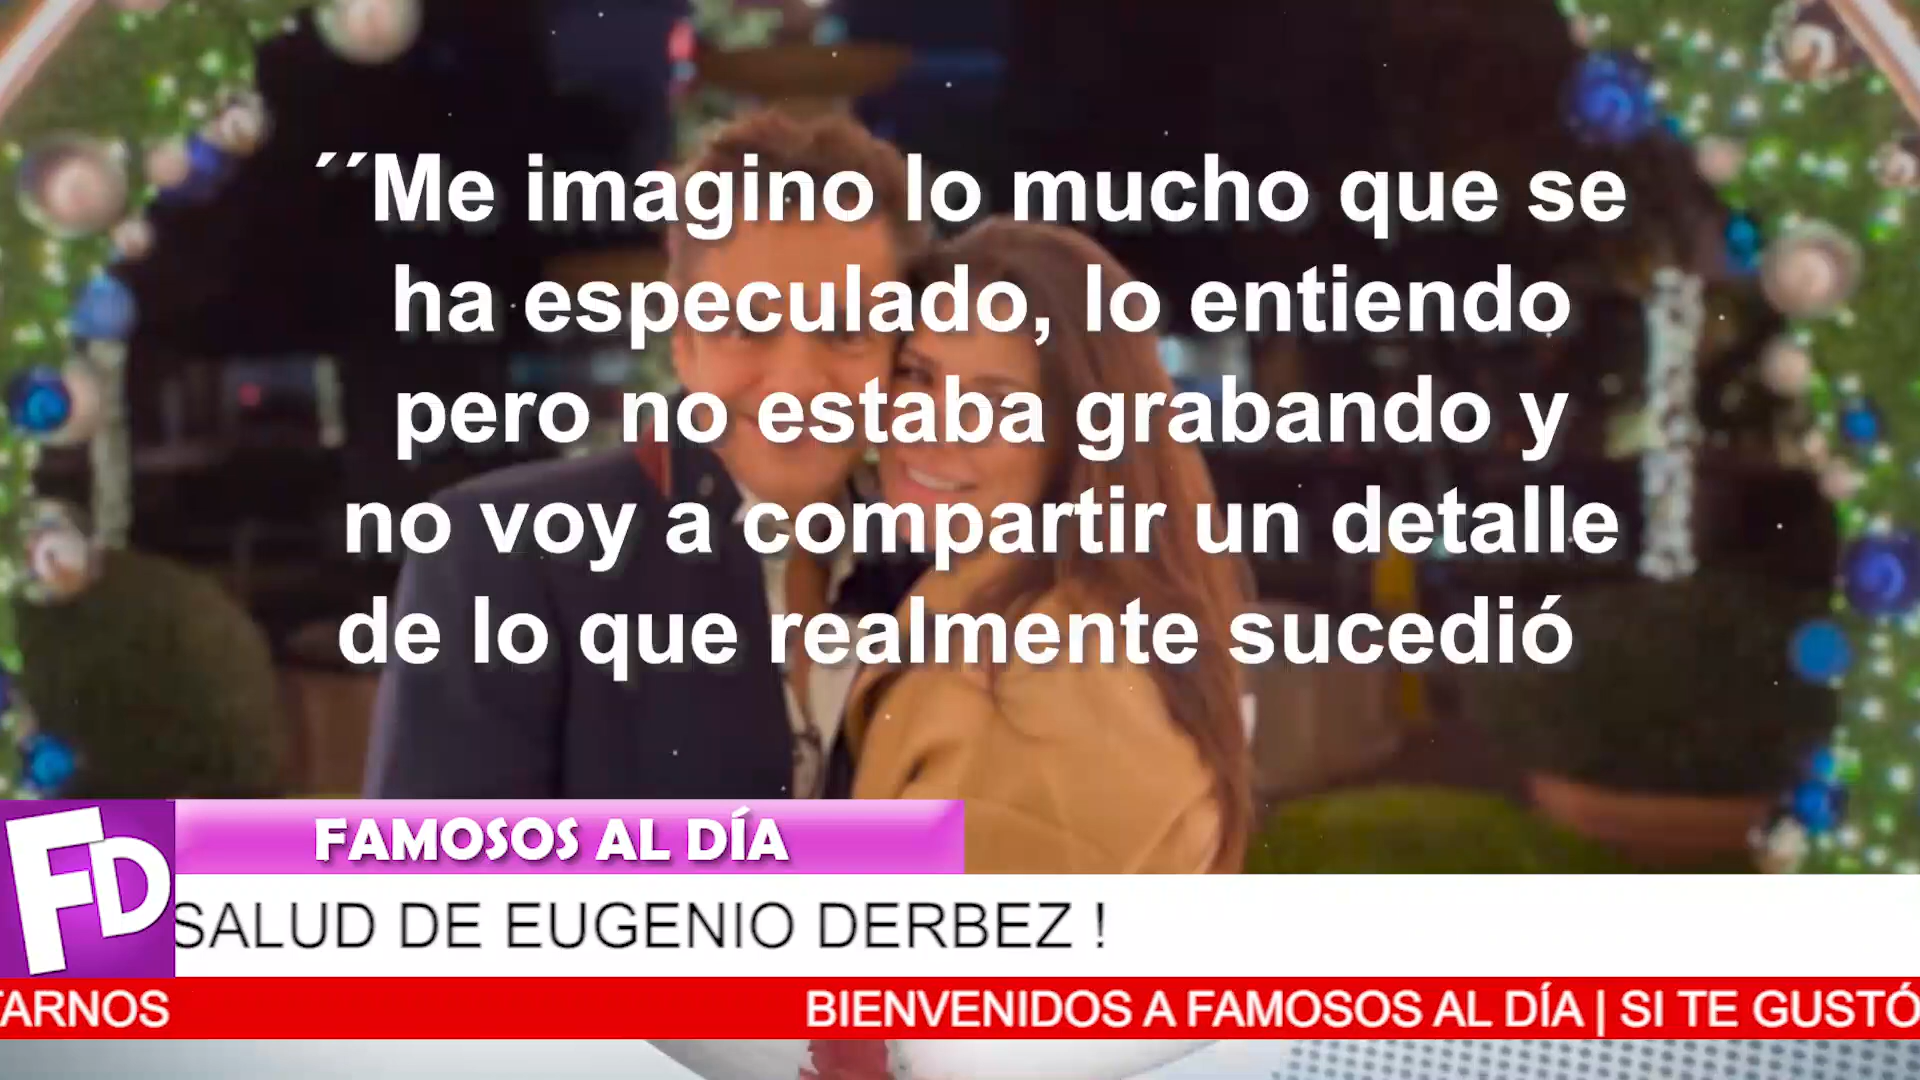 ´´Me imagino lo mucho que se
ha especulado, lo entiendo
pero no estaba grabando y
no voy a compartir un detalle
de lo que realmente sucedió
FAMOSOS AL DÍA
FD
SALUD DE EUGENIO DERBEZ !
TARNOS
BIENVENIDOS A FAMOSOS AL DÍA | SI TE GUSTÓ